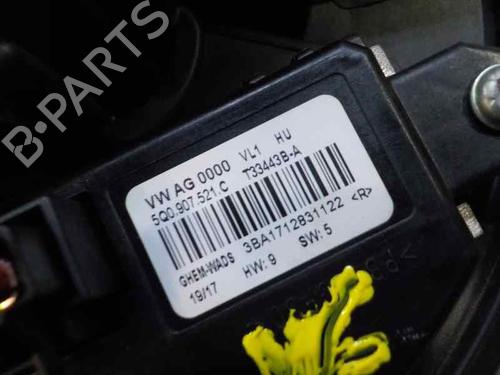 B-PARTS
VW AG 0000 VL1 HU
5Q0.907.521.C T33443B-A
3BA1712831122 <R>
GHEM-WADS
19/17 HW: 9 SW: 5